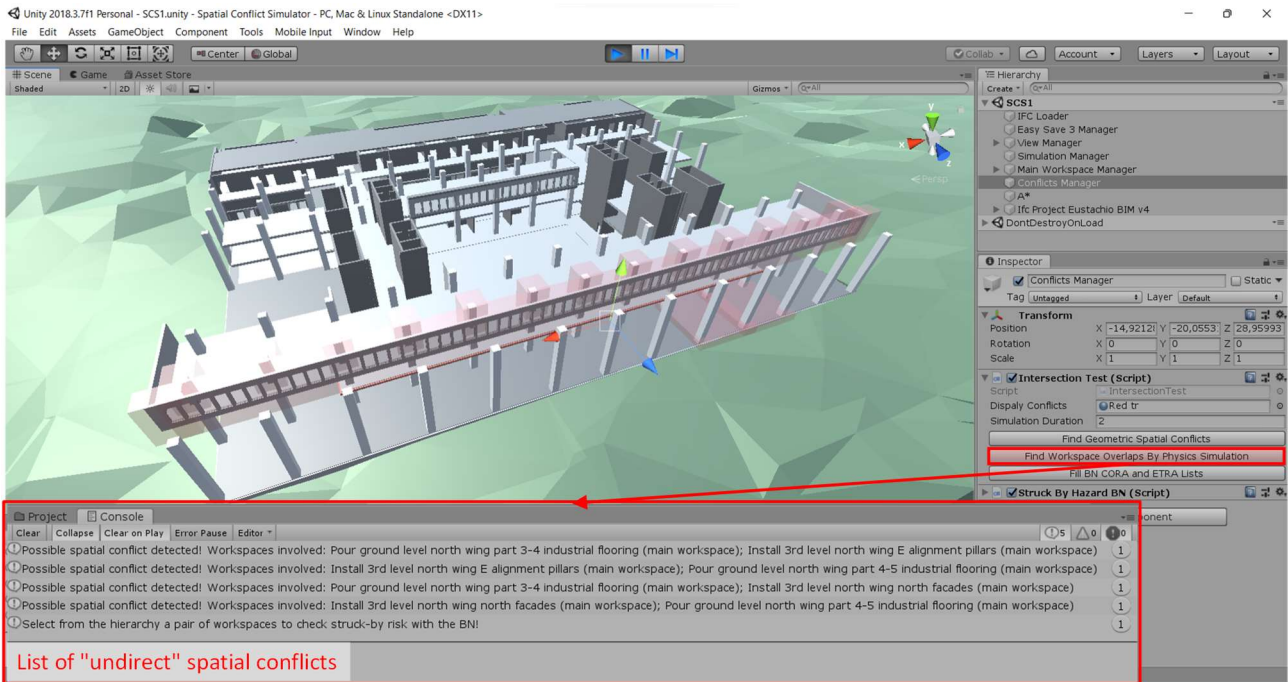 Unity 2018.3.7f1 Personal - SCS1.unity - Spatial Conflict Simulator - PC, Mac & Linux Standalone <DX11>
File Edit Assets GameObject Component Tools Mobile Input Window Help
Center Global
Collab Account Layers Layout
Scene Game Asset Store
Shaded 2D Gizmos All
y
x
z
Persp
Hierarchy
Create All
SCS1
IFC Loader
Easy Save 3 Manager
View Manager
Simulation Manager
Main Workspace Manager
Conflicts Manager
A*
Ifc Project Eustachio BIM v4
DontDestroyOnLoad
Inspector
Conflicts Manager Static
Tag Untagged Layer Default
Transform
Position X -14,9212 Y -20,0553 Z 28,95993
Rotation X 0 Y 0 Z 0
Scale X 1 Y 1 Z 1
Intersection Test (Script)
Script IntersectionTest
Dispaly Conflicts Red tr
Simulation Duration 2
Find Geometric Spatial Conflicts
Find Workspace Overlaps By Physics Simulation
Fill BN CORA and ETRA Lists
Struck By Hazard BN (Script)
ponent
Project Console
Clear Collapse Clear on Play Error Pause Editor 5 0 0
Possible spatial conflict detected! Workspaces involved: Pour ground level north wing part 3-4 industrial flooring (main workspace); Install 3rd level north wing E alignment pillars (main workspace) 1
Possible spatial conflict detected! Workspaces involved: Install 3rd level north wing E alignment pillars (main workspace); Pour ground level north wing part 4-5 industrial flooring (main workspace) 1
Possible spatial conflict detected! Workspaces involved: Pour ground level north wing part 3-4 industrial flooring (main workspace); Install 3rd level north wing north facades (main workspace) 1
Possible spatial conflict detected! Workspaces involved: Install 3rd level north wing north facades (main workspace); Pour ground level north wing part 4-5 industrial flooring (main workspace) 1
Select from the hierarchy a pair of workspaces to check struck-by risk with the BN! 1
List of "undirect" spatial conflicts